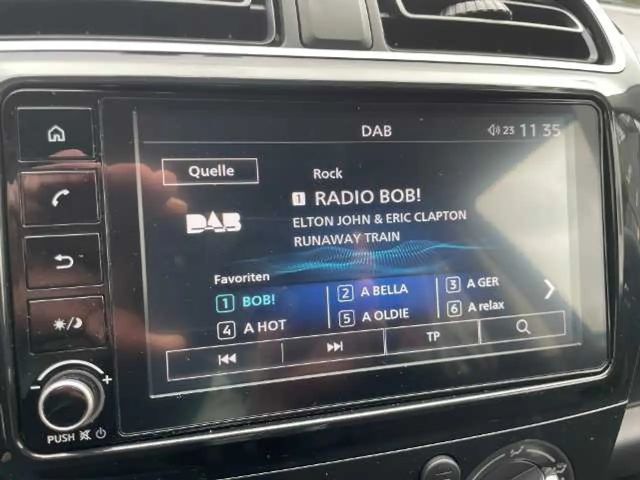 DAB
23 11 35
Quelle
Rock
1 RADIO BOB!
DAB
ELTON JOHN & ERIC CLAPTON
RUNAWAY TRAIN
Favoriten
1 BOB! 2 A BELLA 3 A GER
4 A HOT 5 A OLDIE 6 A relax
TP
PUSH